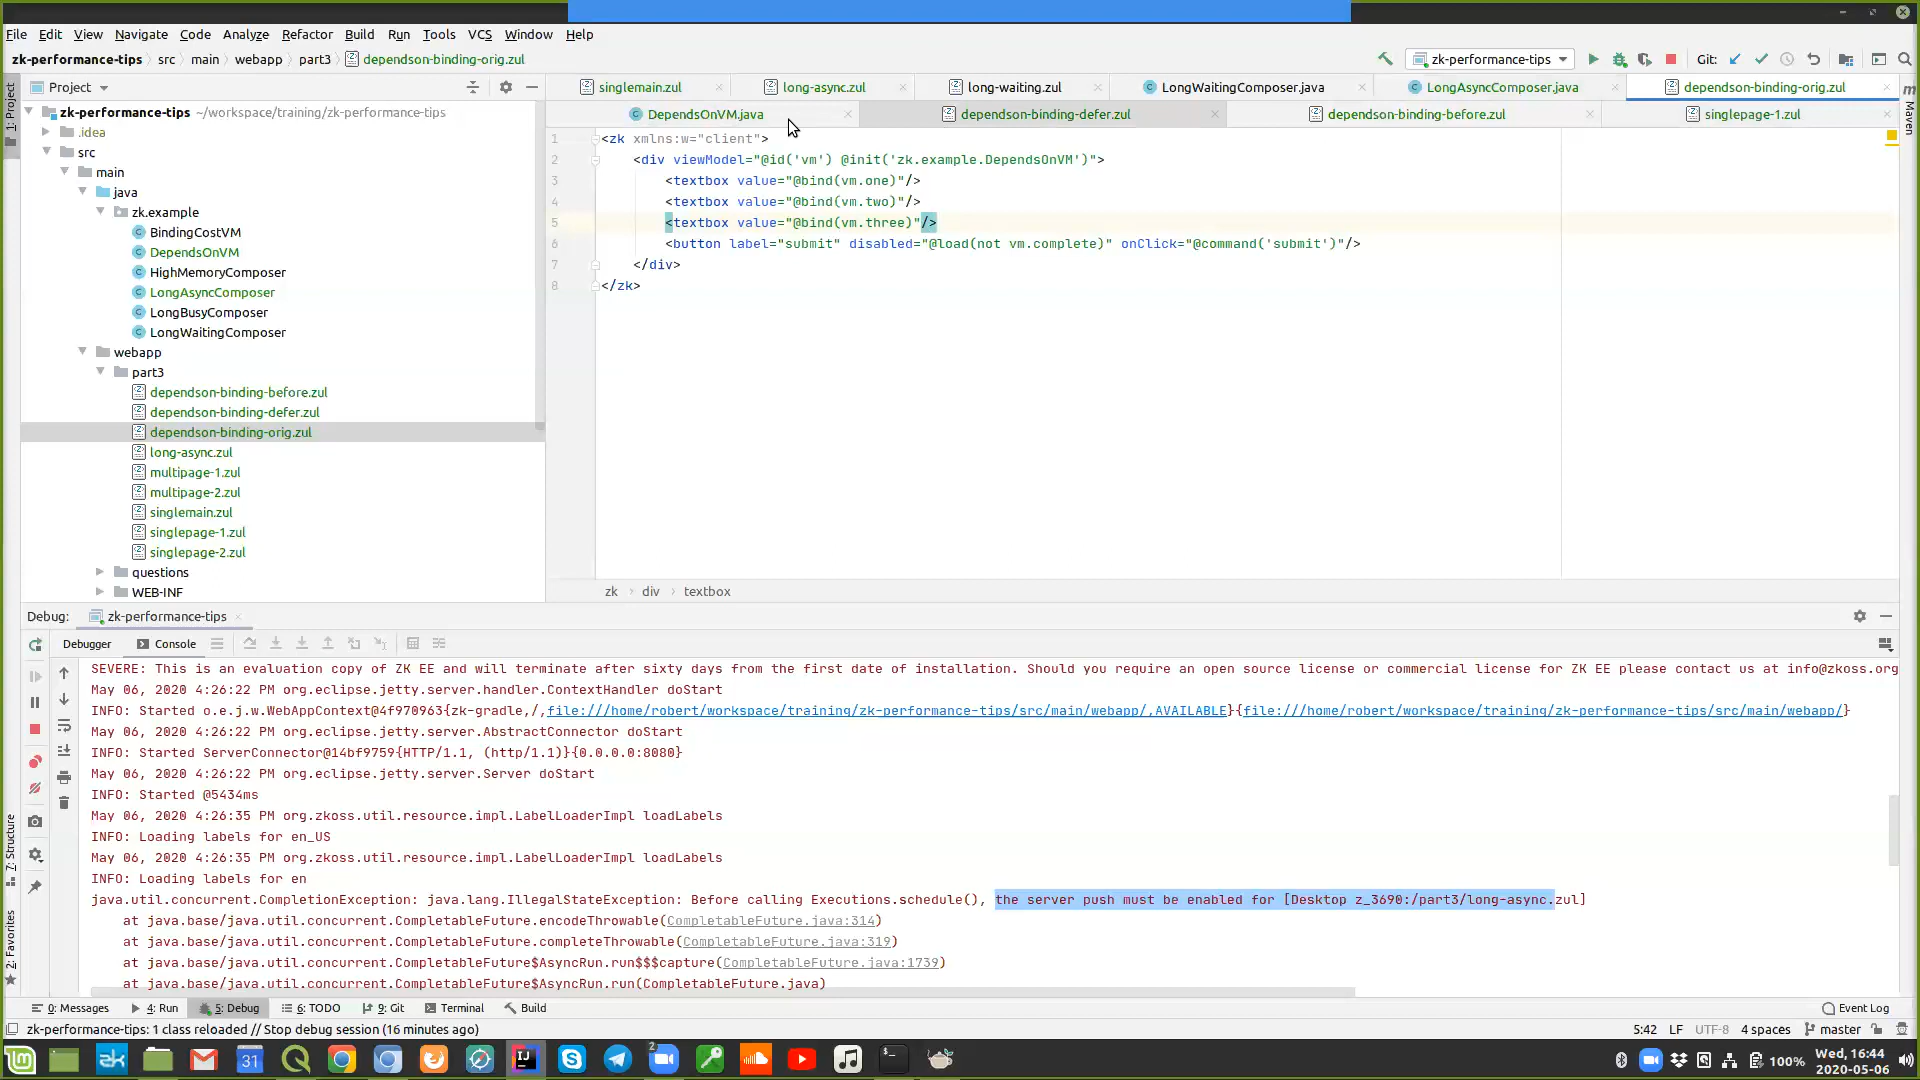 File Edit View Navigate Code Analyze Refactor Build Run Tools VCS Window Help
zk-performance-tips src main webapp part3 dependson-binding-orig.zul
zk-performance-tips Git:
1: Project
Project
singlemain.zul long-async.zul long-waiting.zul LongWaitingComposer.java LongAsyncComposer.java dependson-binding-orig.zul
DependsOnVM.java dependson-binding-defer.zul dependson-binding-before.zul singlepage-1.zul
Maven
zk-performance-tips ~/workspace/training/zk-performance-tips
.idea
src
main
java
zk.example
BindingCostVM
DependsOnVM
HighMemoryComposer
LongAsyncComposer
LongBusyComposer
LongWaitingComposer
webapp
part3
dependson-binding-before.zul
dependson-binding-defer.zul
dependson-binding-orig.zul
long-async.zul
multipage-1.zul
multipage-2.zul
singlemain.zul
singlepage-1.zul
singlepage-2.zul
questions
WEB-INF
1 <zk xmlns:w="client">
2 <div viewModel="@id('vm') @init('zk.example.DependsOnVM')">
3 <textbox value="@bind(vm.one)"/>
4 <textbox value="@bind(vm.two)"/>
5 <textbox value="@bind(vm.three)"/>
6 <button label="submit" disabled="@load(not vm.complete)" onClick="@command('submit')"/>
7 </div>
8 </zk>
zk div textbox
Debug: zk-performance-tips
Debugger Console
SEVERE: This is an evaluation copy of ZK EE and will terminate after sixty days from the first date of installation. Should you require an open source license or commercial license for ZK EE please contact us at info@zkoss.org
May 06, 2020 4:26:22 PM org.eclipse.jetty.server.handler.ContextHandler doStart
INFO: Started o.e.j.w.WebAppContext@4f970963{zk-gradle,/,file:///home/robert/workspace/training/zk-performance-tips/src/main/webapp/,AVAILABLE}{file:///home/robert/workspace/training/zk-performance-tips/src/main/webapp/}
May 06, 2020 4:26:22 PM org.eclipse.jetty.server.AbstractConnector doStart
INFO: Started ServerConnector@14bf9759{HTTP/1.1, (http/1.1)}{0.0.0.0:8080}
May 06, 2020 4:26:22 PM org.eclipse.jetty.server.Server doStart
INFO: Started @5434ms
May 06, 2020 4:26:35 PM org.zkoss.util.resource.impl.LabelLoaderImpl loadLabels
INFO: Loading labels for en_US
May 06, 2020 4:26:35 PM org.zkoss.util.resource.impl.LabelLoaderImpl loadLabels
INFO: Loading labels for en
java.util.concurrent.CompletionException: java.lang.IllegalStateException: Before calling Executions.schedule(), the server push must be enabled for [Desktop z_3690:/part3/long-async.zul]
at java.base/java.util.concurrent.CompletableFuture.encodeThrowable(CompletableFuture.java:314)
at java.base/java.util.concurrent.CompletableFuture.completeThrowable(CompletableFuture.java:319)
at java.base/java.util.concurrent.CompletableFuture$AsyncRun.run$$$capture(CompletableFuture.java:1739)
at java.base/java.util.concurrent.CompletableFuture$AsyncRun.run(CompletableFuture.java)
7: Structure
2: Favorites
0: Messages 4: Run 5: Debug 6: TODO 9: Git Terminal Build Event Log
zk-performance-tips: 1 class reloaded // Stop debug session (16 minutes ago) 5:42 LF UTF-8 4 spaces master
zk 31 IJ 2 100% Wed, 16:44
2020-05-06